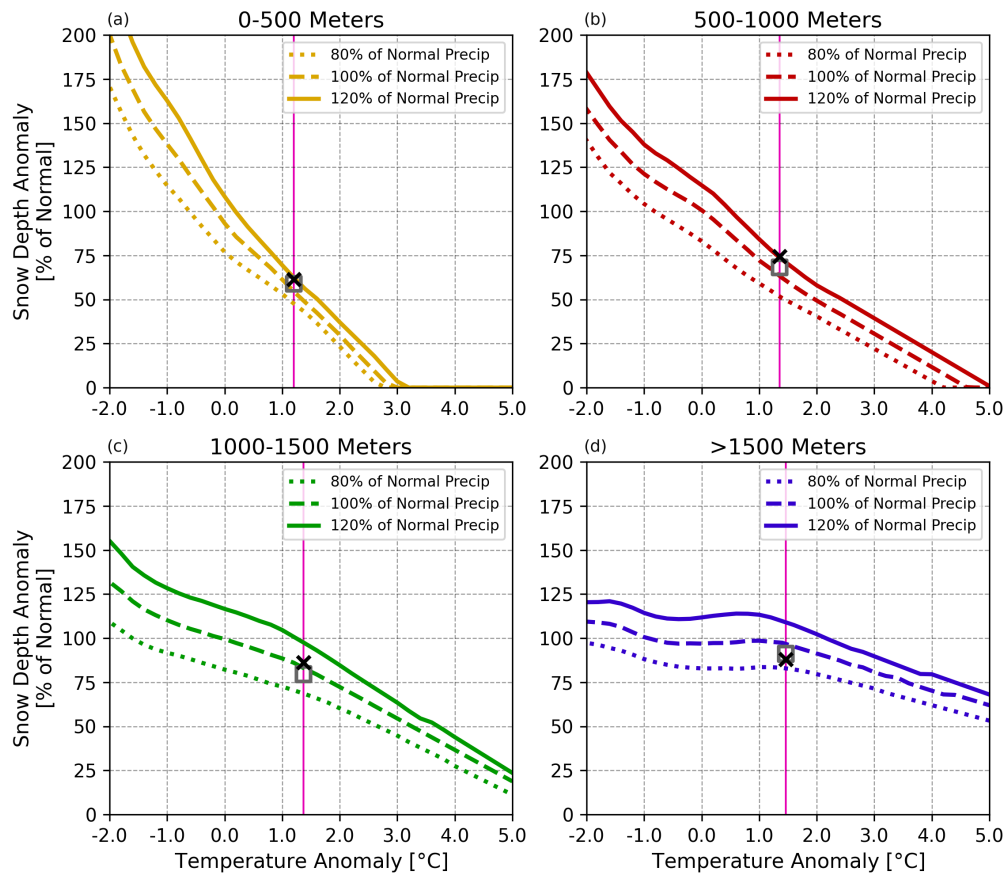 (a) 0-500 Meters
80% of Normal Precip
100% of Normal Precip
120% of Normal Precip
Snow Depth Anomaly
[% of Normal]
200
175
150
125
100
75
50
25
0
-2.0 -1.0 0.0 1.0 2.0 3.0 4.0 5.0
(b) 500-1000 Meters
80% of Normal Precip
100% of Normal Precip
120% of Normal Precip
200
175
150
125
100
75
50
25
0
-2.0 -1.0 0.0 1.0 2.0 3.0 4.0 5.0
(c) 1000-1500 Meters
80% of Normal Precip
100% of Normal Precip
120% of Normal Precip
Snow Depth Anomaly
[% of Normal]
200
175
150
125
100
75
50
25
0
-2.0 -1.0 0.0 1.0 2.0 3.0 4.0 5.0
Temperature Anomaly [°C]
(d) >1500 Meters
80% of Normal Precip
100% of Normal Precip
120% of Normal Precip
200
175
150
125
100
75
50
25
0
-2.0 -1.0 0.0 1.0 2.0 3.0 4.0 5.0
Temperature Anomaly [°C]